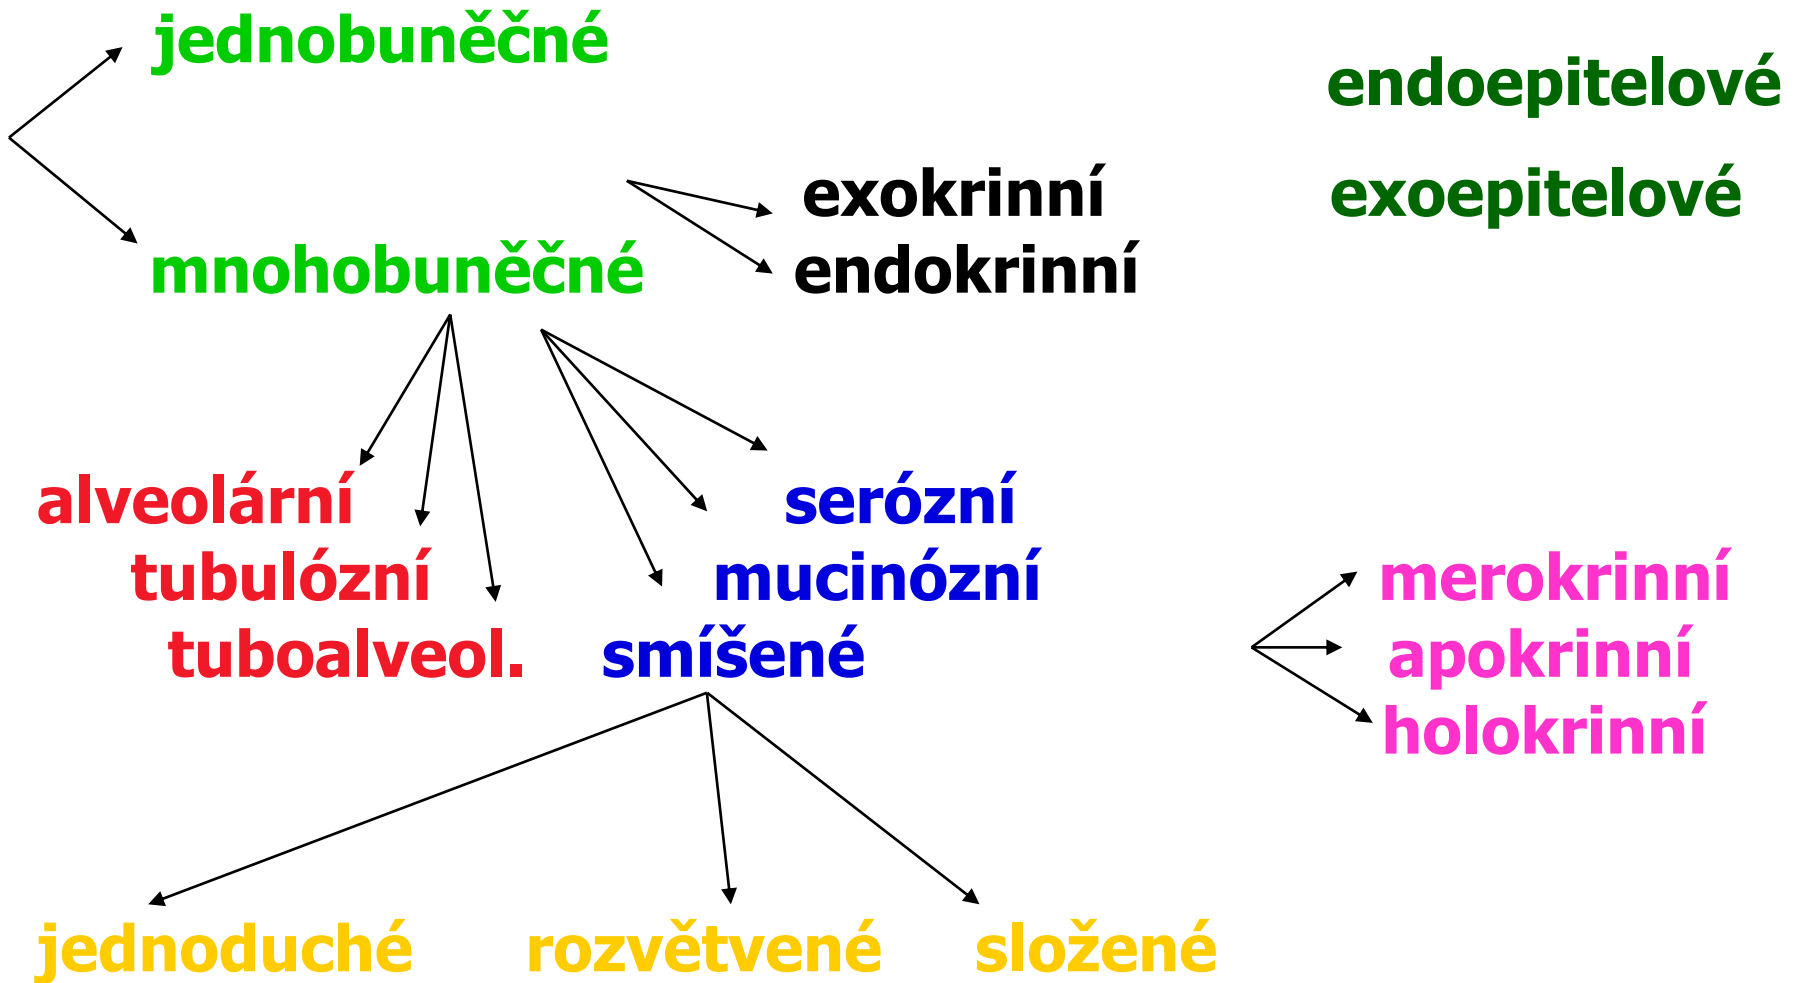 jednobuněčné
endoepitelové
exokrinní
exoepitelové
mnohobuněčné
endokrinní
alveolární
serózní
tubulózní
mucinózní
merokrinní
tuboalveol.
smíšené
apokrinní
holokrinní
jednoduché
rozvětvené
složené